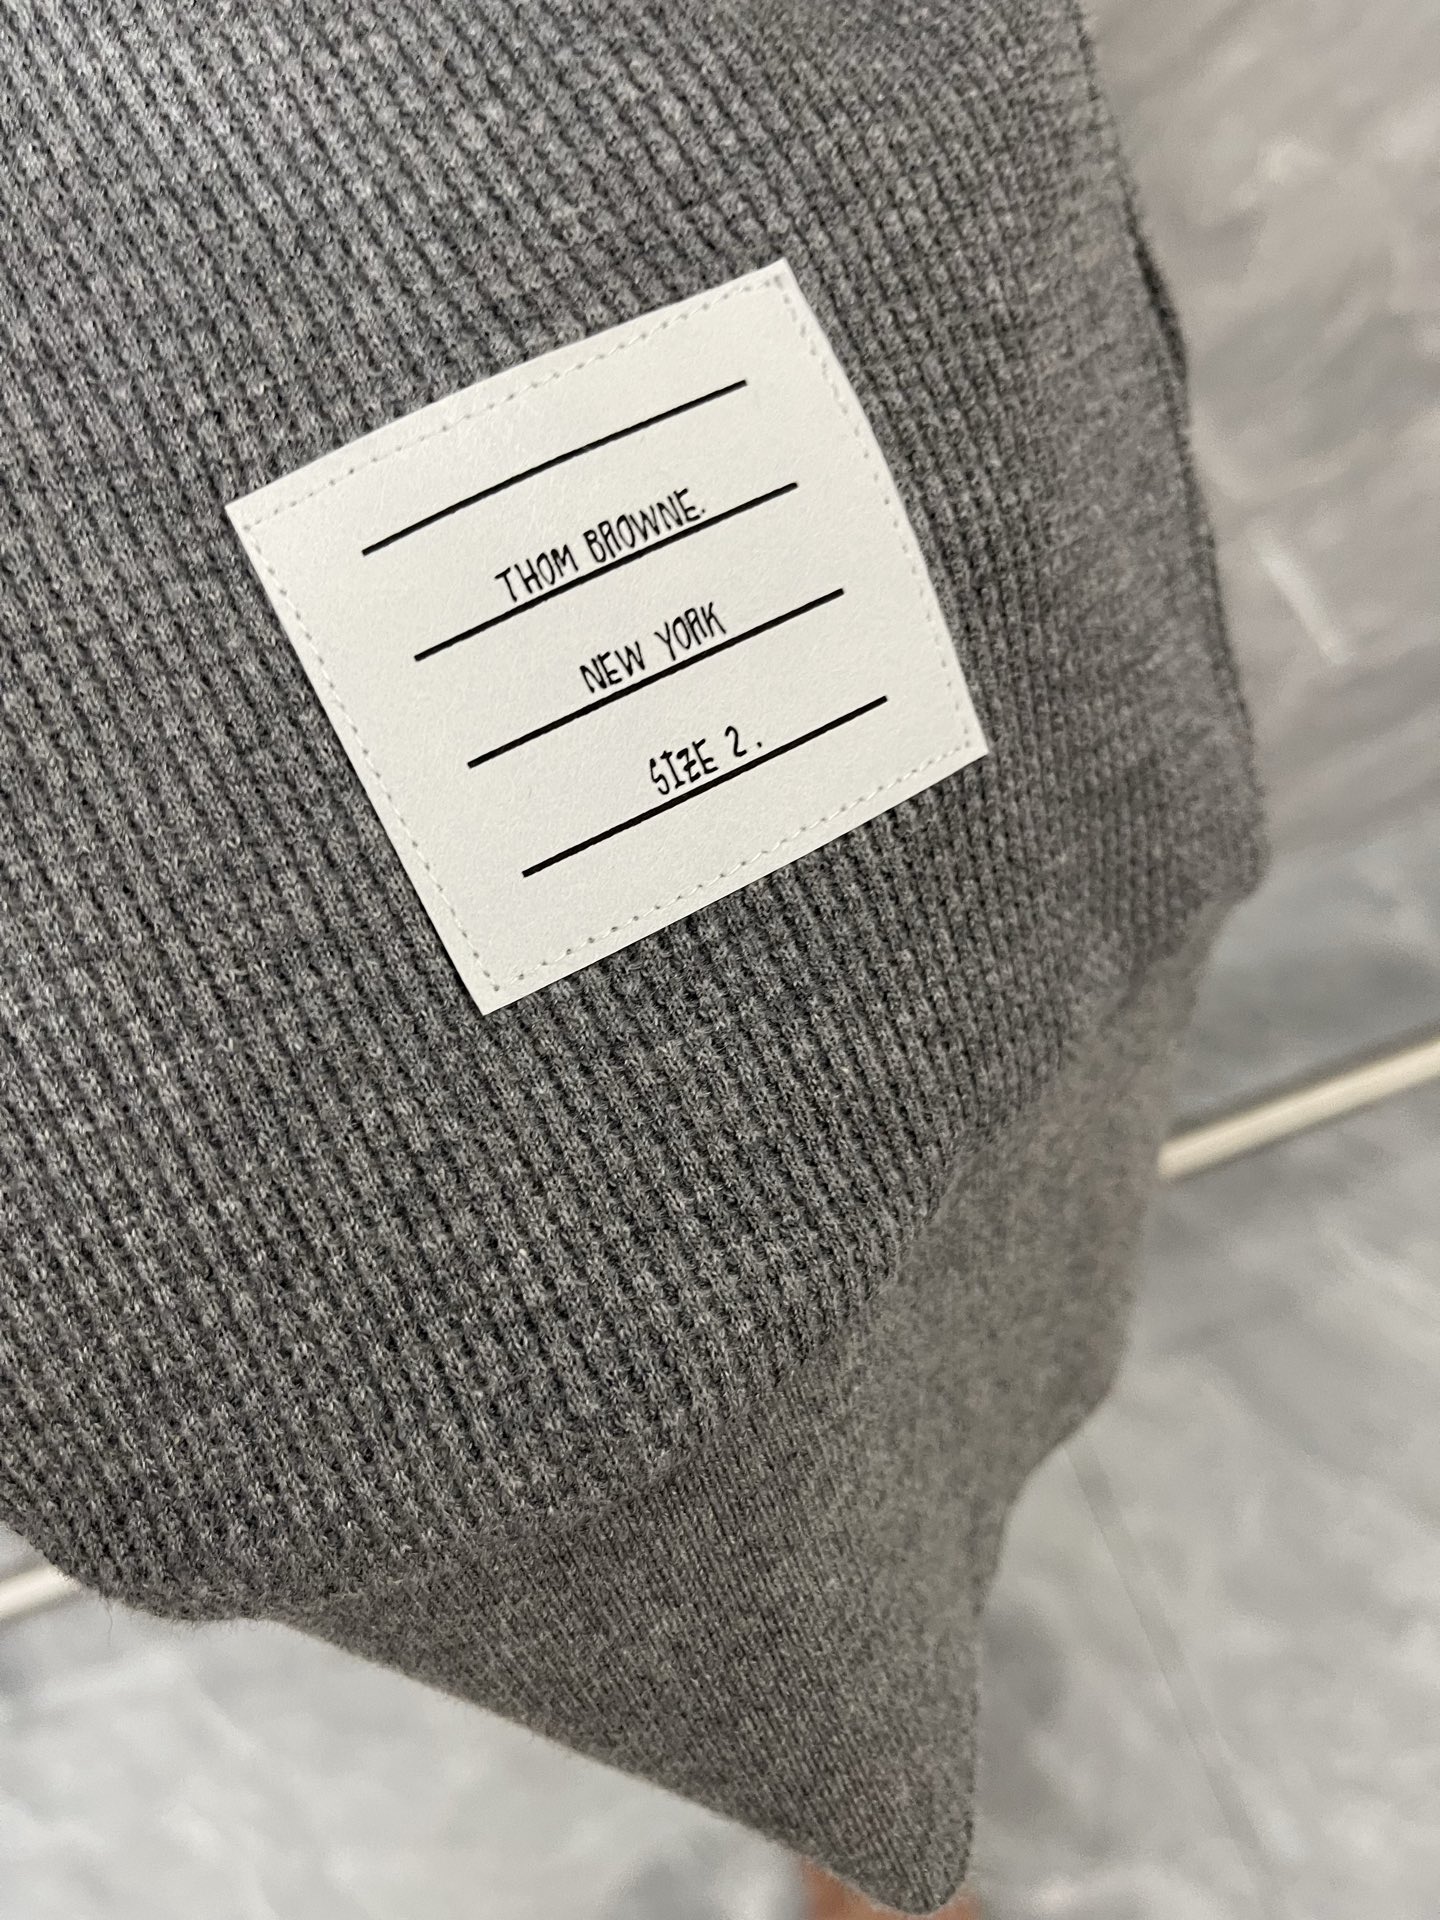 THOM BROWNE.
NEW YORK
SIZE 2.